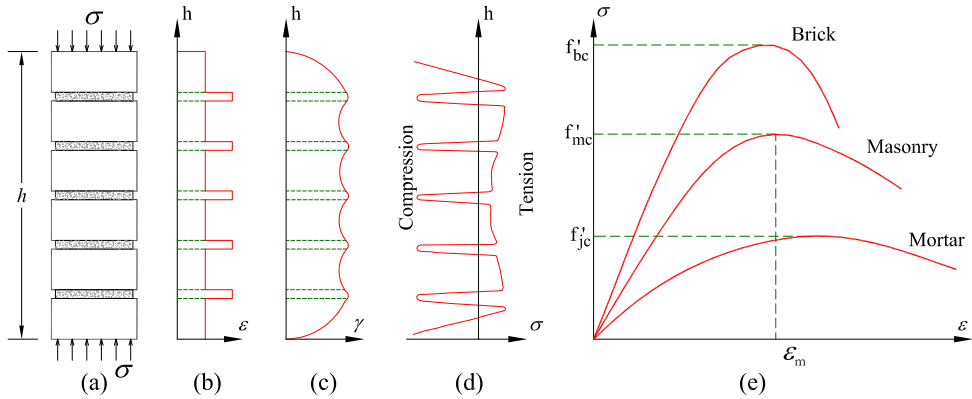 σ
h
σ
(a)
h
ε
(b)
h
γ
(c)
h
Compression
Tension
σ
(d)
σ
f'bc
Brick
f'mc
Masonry
f'jc
Mortar
ε
εm
(e)